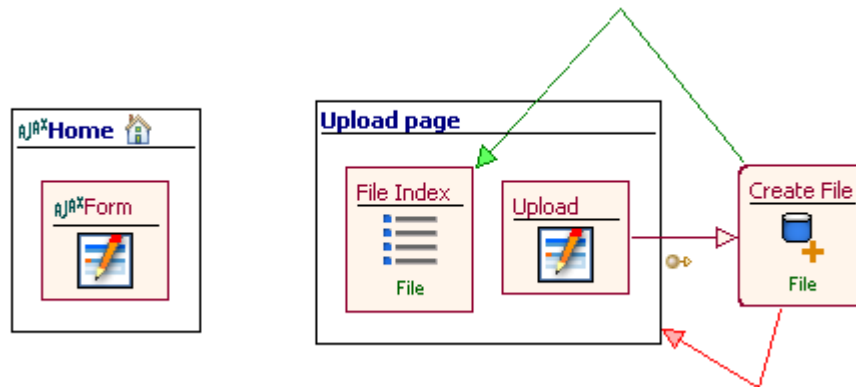 AJAX Home
AJAX Form
Upload page
File Index
File
Upload
Create File
File